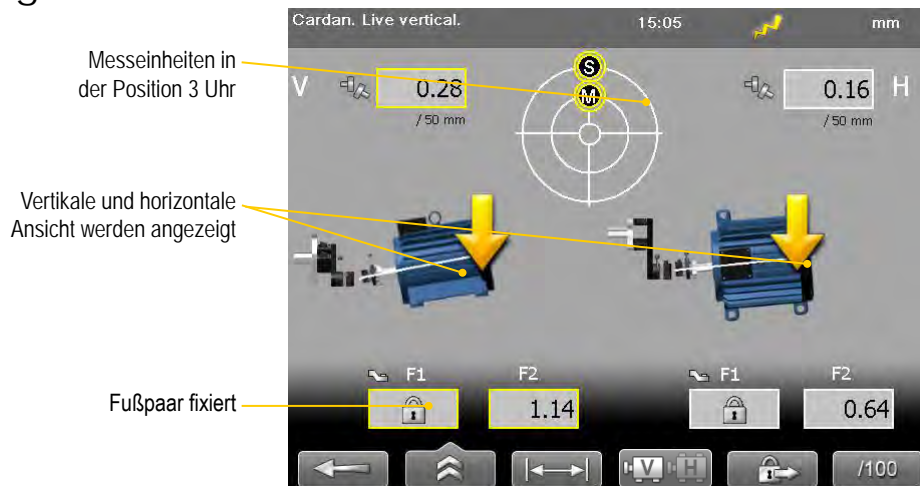 Cardan. Live vertical. 15:05 mm
Messeinheiten in
der Position 3 Uhr
V 0.28 S M 0.16 H
/ 50 mm / 50 mm
Vertikale und horizontale
Ansicht werden angezeigt
F1 F2 F1 F2
Fußpaar fixiert
1.14 0.64
V H /100